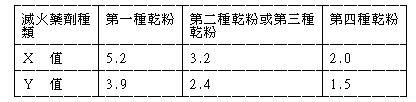 滅火藥劑種類 第一種乾粉 第二種乾粉或第三種乾粉 第四種乾粉
X 值 5.2 3.2 2.0
Y 值 3.9 2.4 1.5